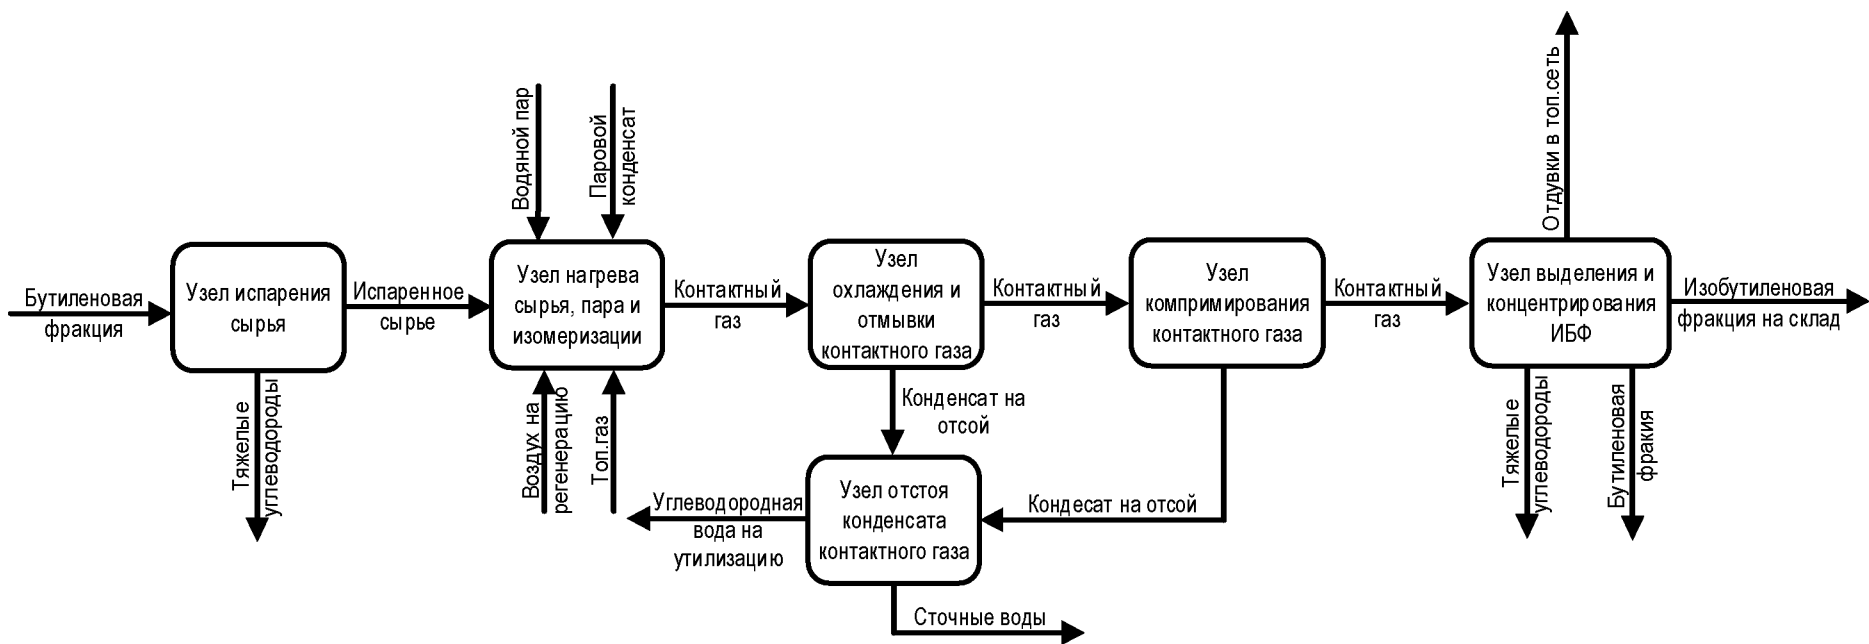 Бутиленовая
фракция
Узел испарения
сырья
Тяжелые
углеводороды
Испаренное
сырье
Водяной пар
Паровой
конденсат
Узел нагрева
сырья, пара и
изомеризации
Воздух на
регенерацию
Топ.газ
Контактный
газ
Узел
охлаждения и
отмывки
контактного газа
Контактный
газ
Узел
компримирования
контактного газа
Контактный
газ
Отдувки в топ.сеть
Узел выделения и
концентрирования
ИБФ
Изобутиленовая
фракция на склад
Тяжелые
углеводороды
Бутиленовая
фракия
Конденсат на
отсой
Узел отстоя
конденсата
контактного газа
Кондесат на отсой
Углеводородная
вода на
утилизацию
Сточные воды